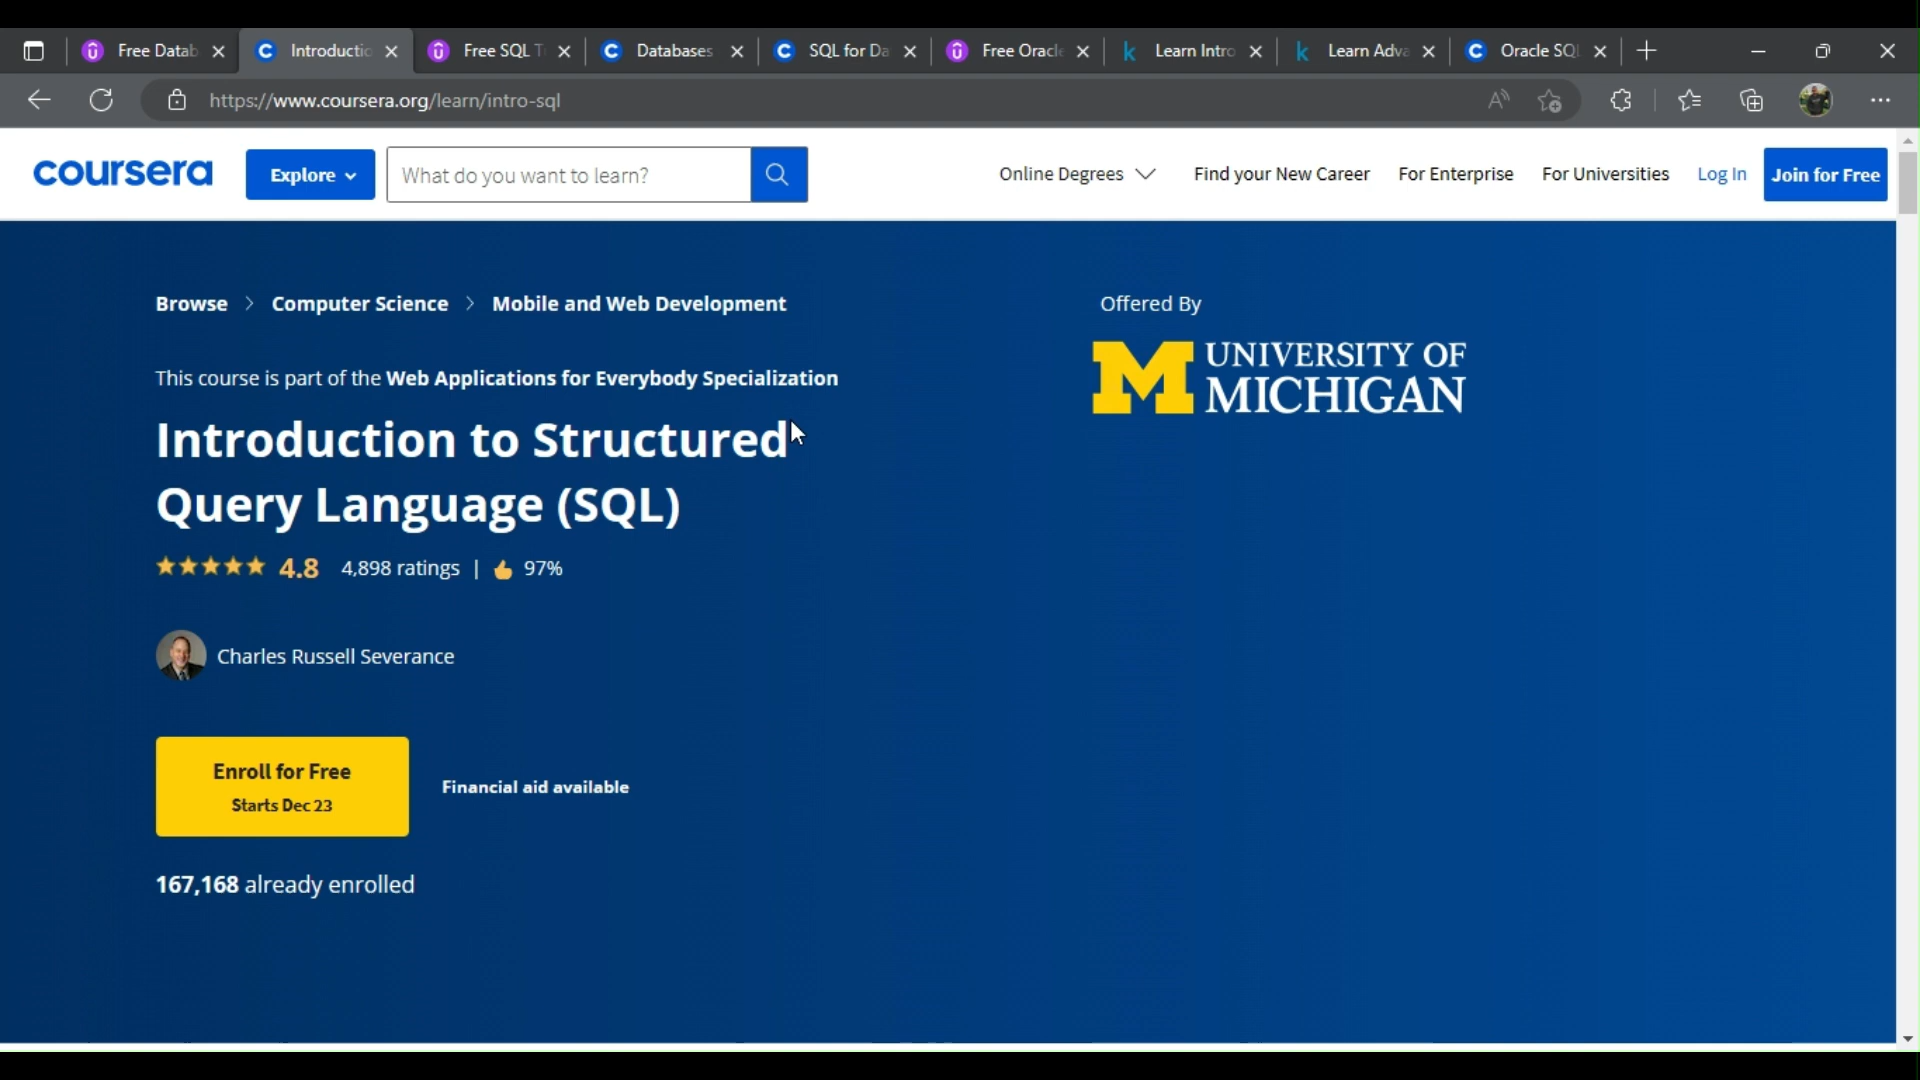 Free Datab
Introductio
Free SQL T
Databases
SQL for Da
Free Oracle
Learn Intro
Learn Adva
Oracle SQL
https://www.coursera.org/learn/intro-sql
coursera
Explore
What do you want to learn?
Online Degrees
Find your New Career
For Enterprise
For Universities
Log In
Join for Free
Browse > Computer Science > Mobile and Web Development
Offered By
M UNIVERSITY OF
MICHIGAN
This course is part of the Web Applications for Everybody Specialization
Introduction to Structured
Query Language (SQL)
4.8 4,898 ratings | 97%
Charles Russell Severance
Enroll for Free
Starts Dec 23
Financial aid available
167,168 already enrolled